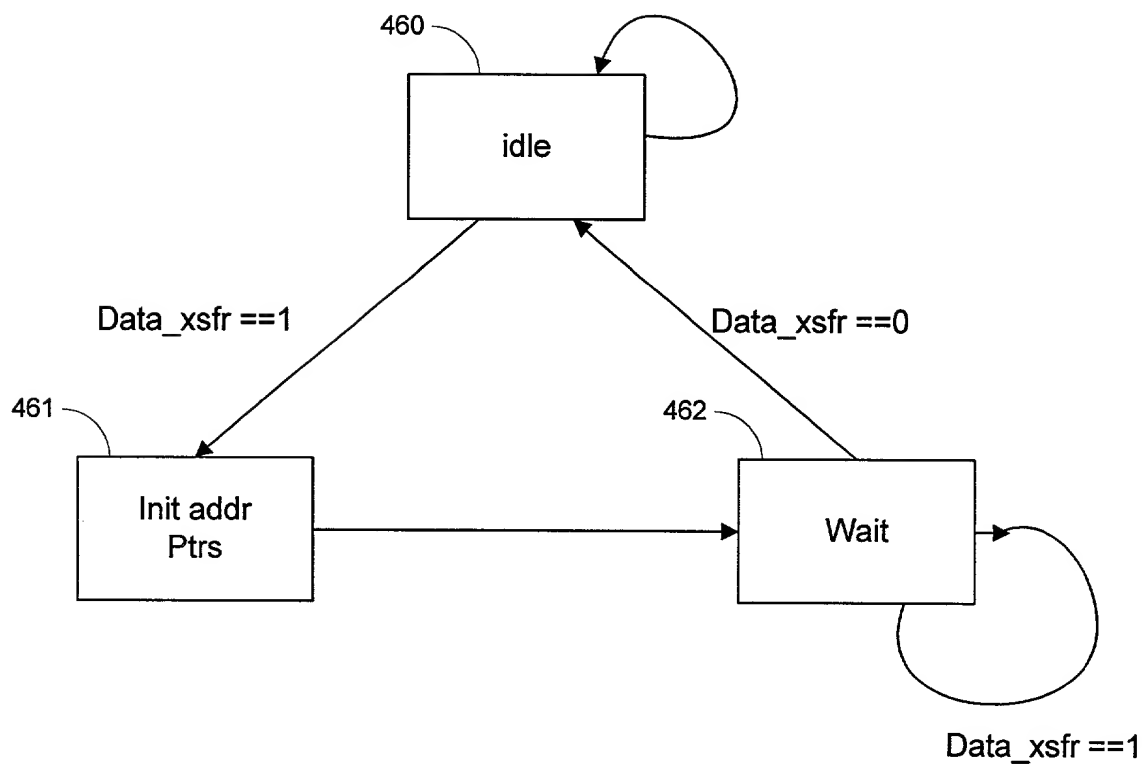 460
idle
Data_xsfr ==1
Data_xsfr ==0
461
462
Init addr
Ptrs
Wait
Data_xsfr ==1